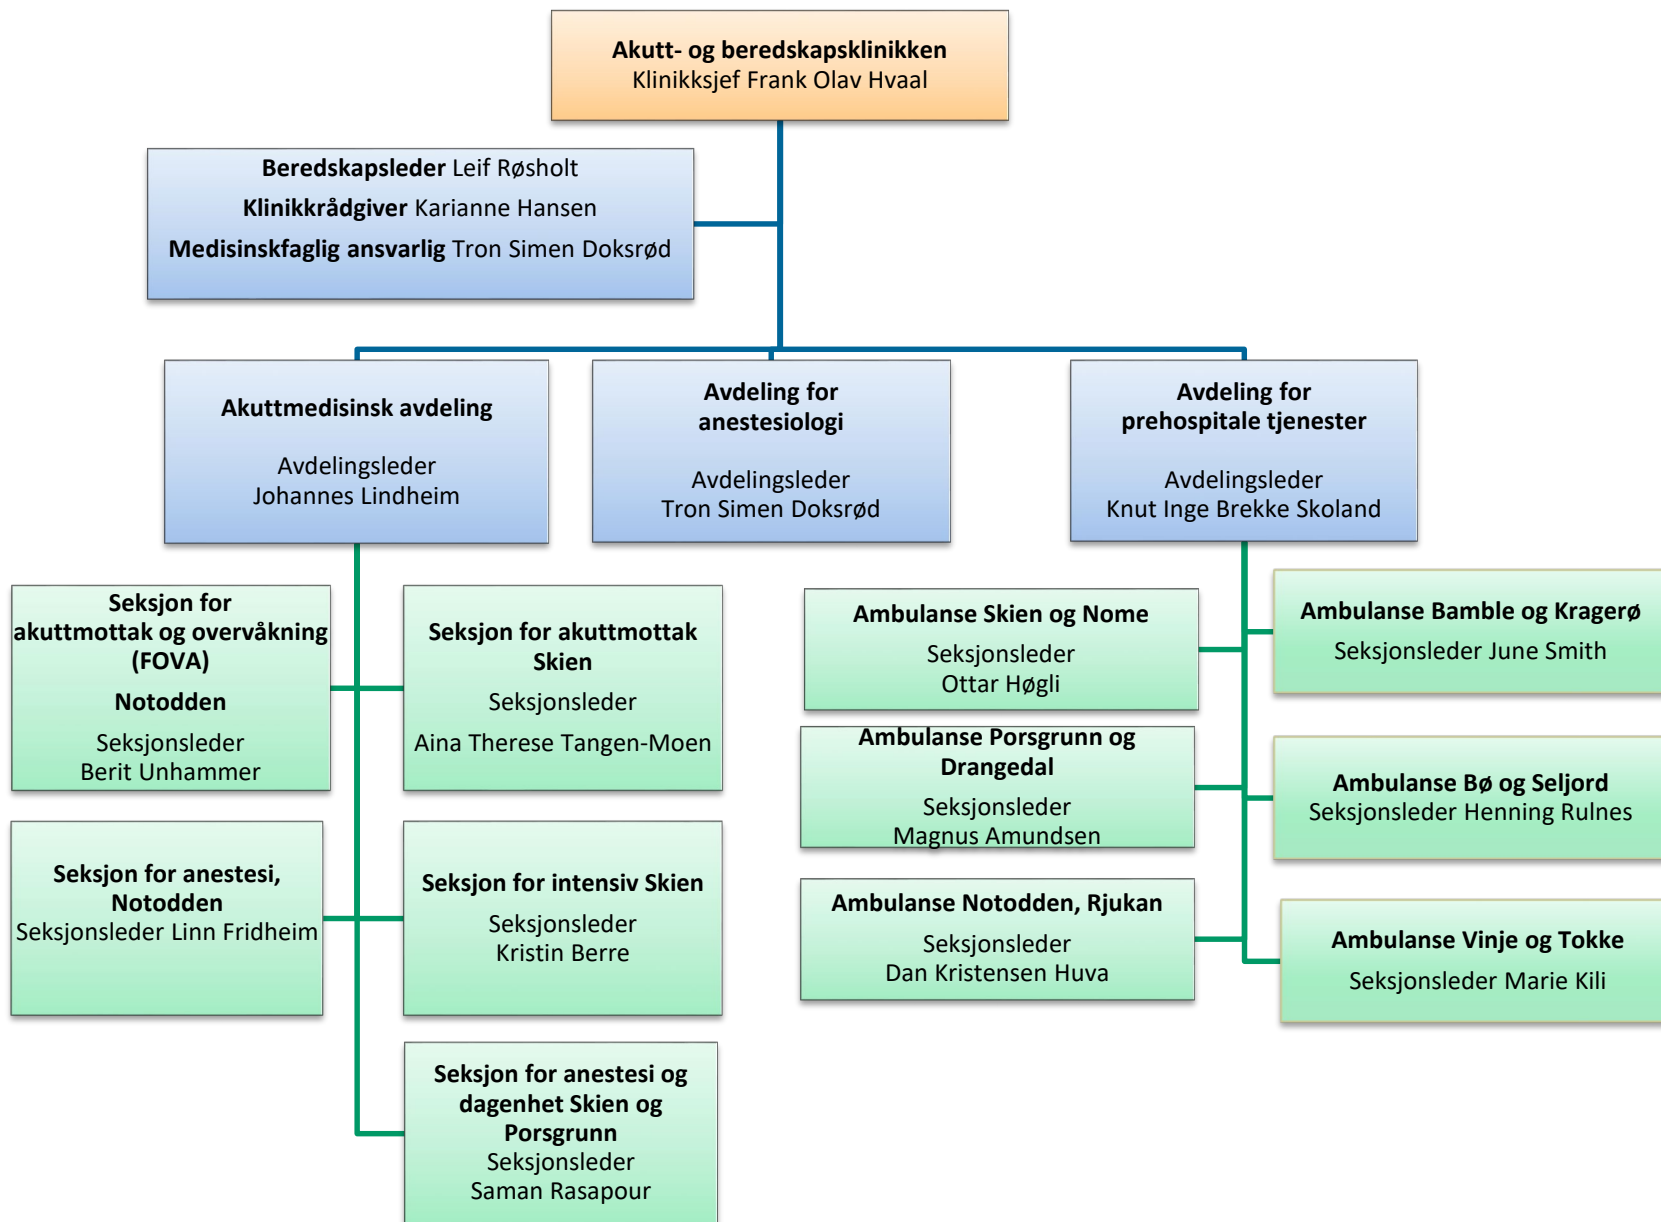 Akutt- og beredskapsklinikken
Klinikksjef Frank Olav Hvaal
Beredskapsleder Leif Røsholt
Klinikkrådgiver Karianne Hansen
Medisinskfaglig ansvarlig Tron Simen Doksrød
Akuttmedisinsk avdeling
Avdelingsleder
Johannes Lindheim
Avdeling for
anestesiologi
Avdelingsleder
Tron Simen Doksrød
Avdeling for
prehospitale tjenester
Avdelingsleder
Knut Inge Brekke Skoland
Seksjon for
akuttmottak og overvåkning
(FOVA)
Notodden
Seksjonsleder
Berit Unhammer
Seksjon for akuttmottak
Skien
Seksjonsleder
Aina Therese Tangen-Moen
Seksjon for anestesi,
Notodden
Seksjonsleder Linn Fridheim
Seksjon for intensiv Skien
Seksjonsleder
Kristin Berre
Seksjon for anestesi og
dagenhet Skien og
Porsgrunn
Seksjonsleder
Saman Rasapour
Ambulanse Skien og Nome
Seksjonsleder
Ottar Høgli
Ambulanse Bamble og Kragerø
Seksjonsleder June Smith
Ambulanse Porsgrunn og
Drangedal
Seksjonsleder
Magnus Amundsen
Ambulanse Bø og Seljord
Seksjonsleder Henning Rulnes
Ambulanse Notodden, Rjukan
Seksjonsleder
Dan Kristensen Huva
Ambulanse Vinje og Tokke
Seksjonsleder Marie Kili